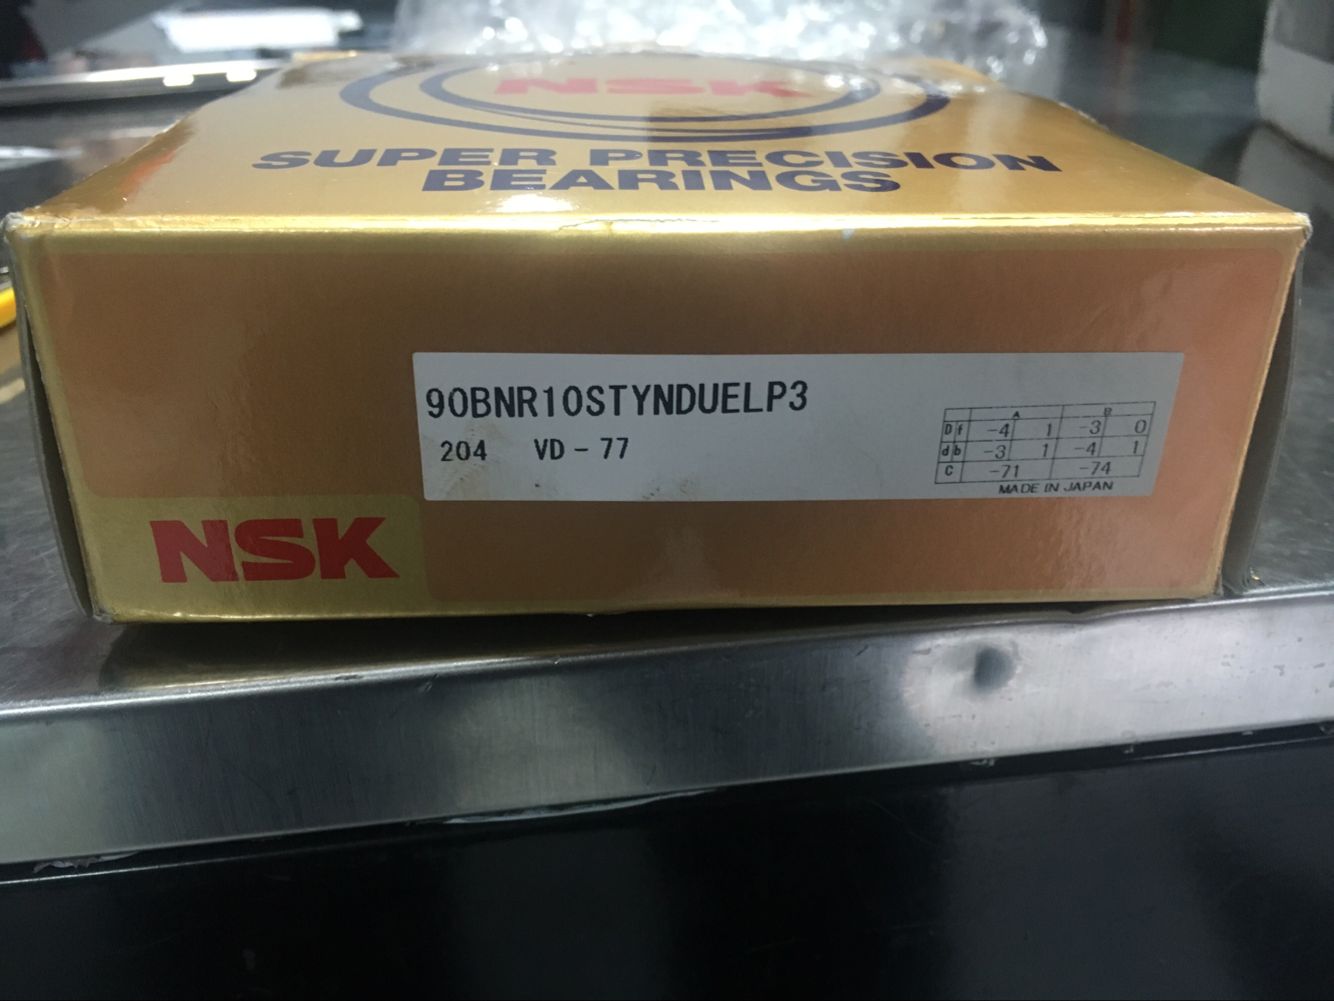 NSK
SUPER PRECISION
BEARINGS
90BNR10STYNDUELP3
204 VD-77
A B
D f -4 1 -3 0
d b -3 1 -4 1
C -71 -74
MADE IN JAPAN
NSK